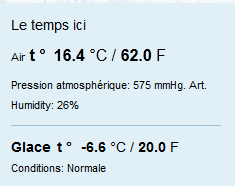 Le temps ici
Air t ° 16.4 °C / 62.0 F
Pression atmosphérique: 575 mmHg. Art.
Humidity: 26%
Glace t ° -6.6 °C / 20.0 F
Conditions: Normale